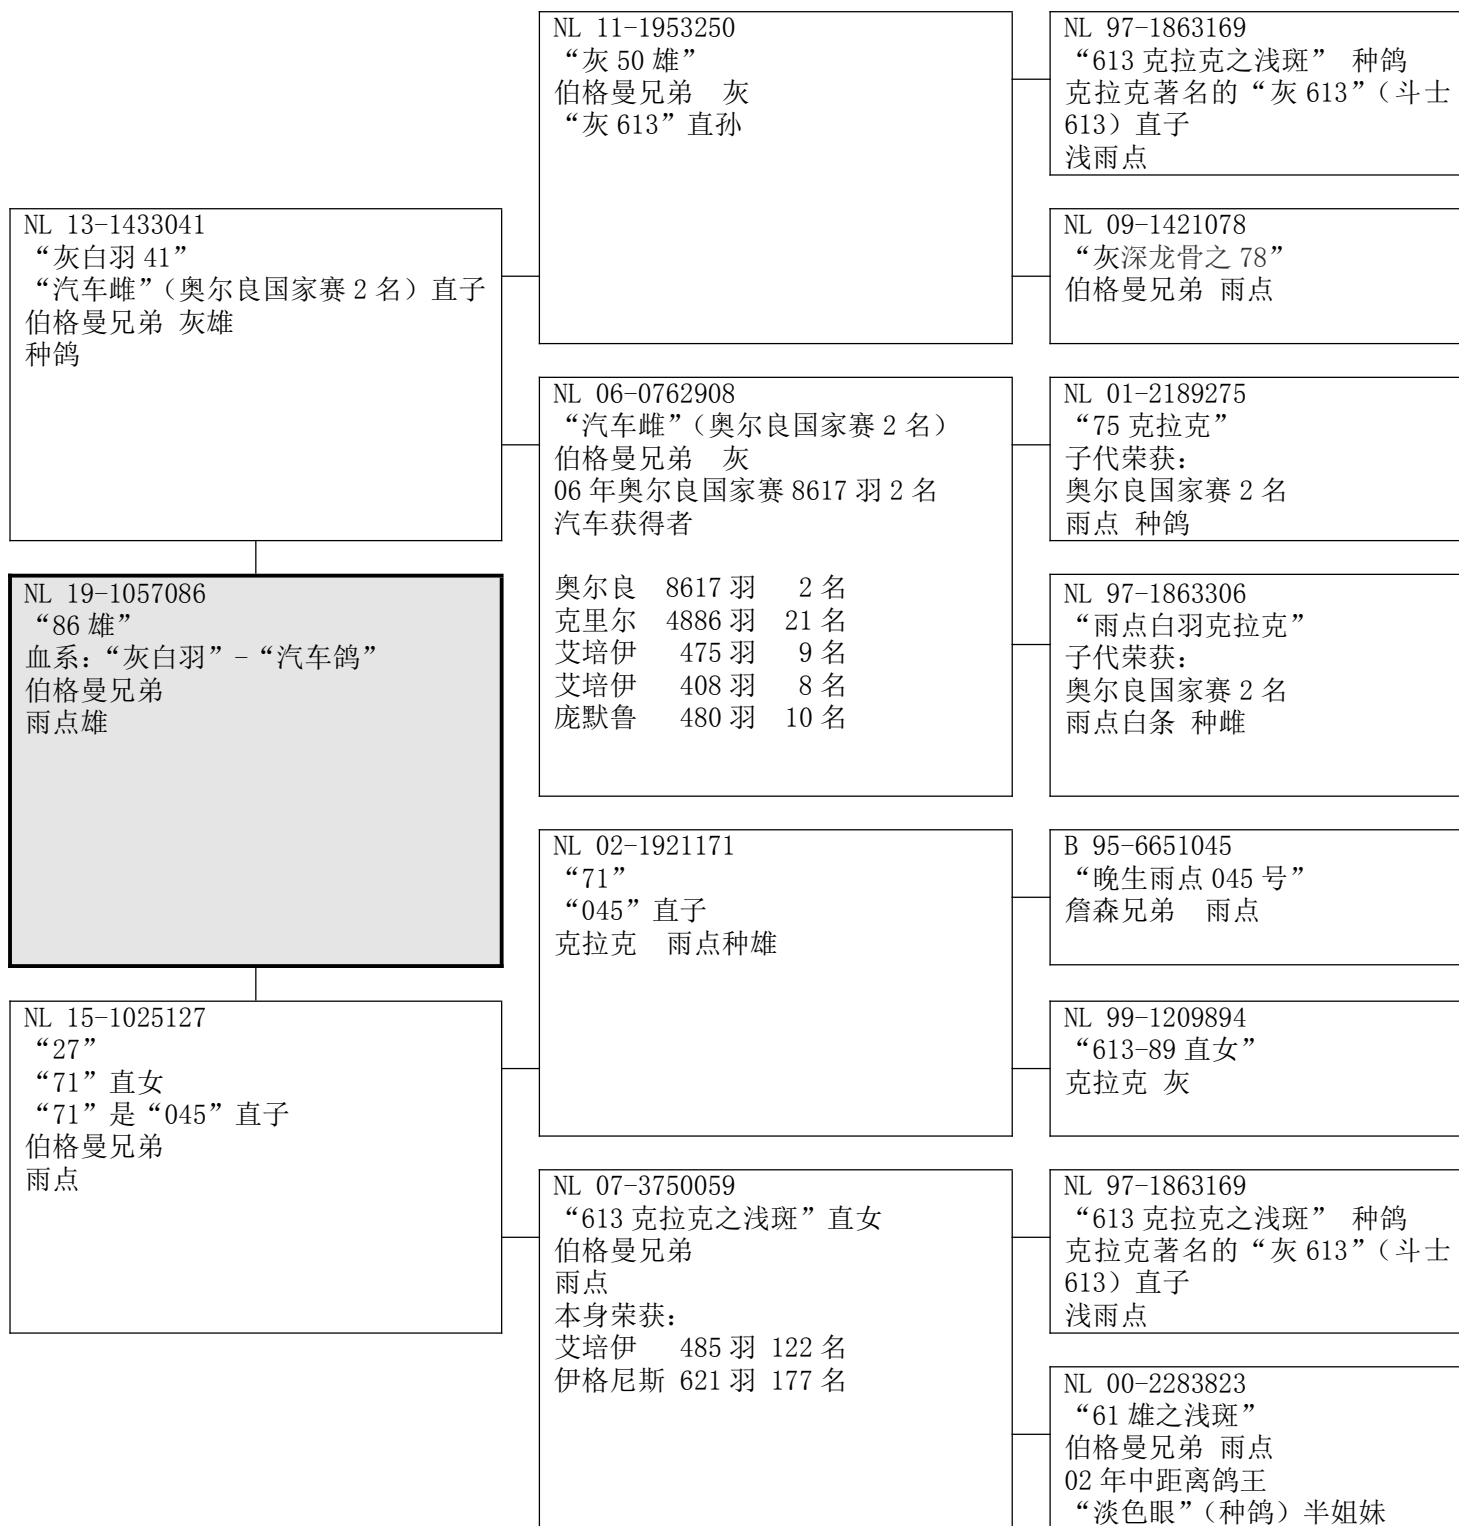 NL 13-1433041
“灰白羽 41”
“汽车雌”（奥尔良国家赛 2 名）直子
伯格曼兄弟 灰雄
种鸽
NL 19-1057086
“86 雄”
血系：“灰白羽”–“汽车鸽”
伯格曼兄弟
雨点雄
NL 15-1025127
“27”
“71” 直女
“71”是“045”直子
伯格曼兄弟
雨点
NL 11-1953250
“灰 50 雄”
伯格曼兄弟 灰
“灰 613”直孙
NL 06-0762908
“汽车雌”（奥尔良国家赛 2 名）
伯格曼兄弟 灰
06 年奥尔良国家赛 8617 羽 2 名
汽车获得者
奥尔良 8617 羽 2 名
克里尔 4886 羽 21 名
艾培伊 475 羽 9 名
艾培伊 408 羽 8 名
庞默鲁 480 羽 10 名
NL 02-1921171
“71”
“045”直子
克拉克 雨点种雄
NL 07-3750059
“613 克拉克之浅斑”直女
伯格曼兄弟
雨点
本身荣获：
艾培伊 485 羽 122 名
伊格尼斯 621 羽 177 名
NL 97-1863169
“613 克拉克之浅斑” 种鸽
克拉克著名的“灰 613”（斗士
613）直子
浅雨点
NL 09-1421078
“灰深龙骨之 78”
伯格曼兄弟 雨点
NL 01-2189275
“75 克拉克”
子代荣获：
奥尔良国家赛 2 名
雨点 种鸽
NL 97-1863306
“雨点白羽克拉克”
子代荣获：
奥尔良国家赛 2 名
雨点白条 种雌
B 95-6651045
“晚生雨点 045 号”
詹森兄弟 雨点
NL 99-1209894
“613-89 直女”
克拉克 灰
NL 97-1863169
“613 克拉克之浅斑” 种鸽
克拉克著名的“灰 613”（斗士
613）直子
浅雨点
NL 00-2283823
“61 雄之浅斑”
伯格曼兄弟 雨点
02 年中距离鸽王
“淡色眼”（种鸽）半姐妹